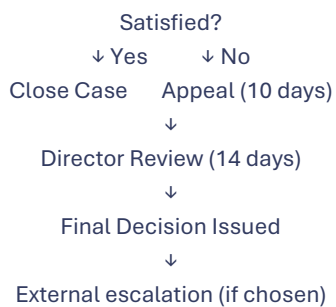 Satisfied?
↓ Yes ↓ No
Close Case Appeal (10 days)
↓
Director Review (14 days)
↓
Final Decision Issued
↓
External escalation (if chosen)